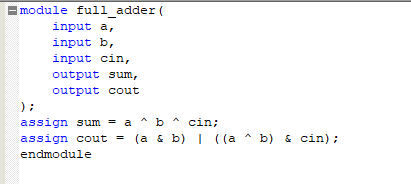 module full_adder(
    input a,
    input b,
    input cin,
    output sum,
    output cout
);
assign sum = a ^ b ^ cin;
assign cout = (a & b) | ((a ^ b) & cin);
endmodule